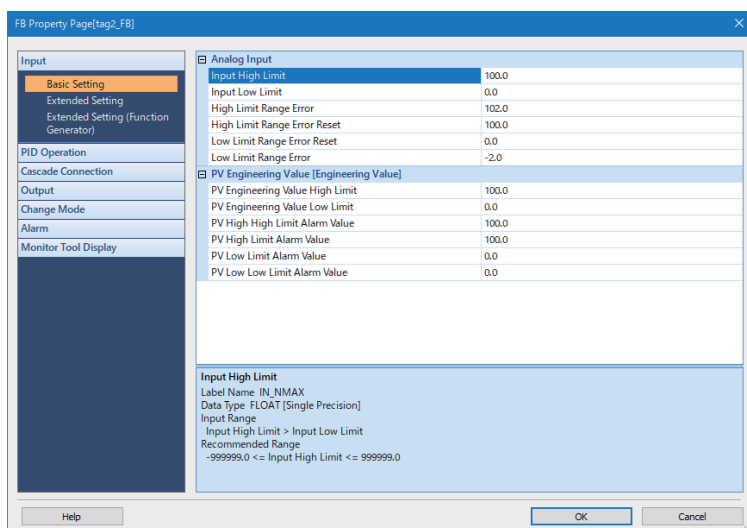 FB Property Page[tag2_FB]
Input
Basic Setting
Extended Setting
Extended Setting (Function
Generator)
PID Operation
Cascade Connection
Output
Change Mode
Alarm
Monitor Tool Display
Analog Input
Input High Limit 100.0
Input Low Limit 0.0
High Limit Range Error 102.0
High Limit Range Error Reset 100.0
Low Limit Range Error Reset 0.0
Low Limit Range Error -2.0
PV Engineering Value [Engineering Value]
PV Engineering Value High Limit 100.0
PV Engineering Value Low Limit 0.0
PV High High Limit Alarm Value 100.0
PV High Limit Alarm Value 100.0
PV Low Limit Alarm Value 0.0
PV Low Low Limit Alarm Value 0.0
Input High Limit
Label Name IN_NMAX
Data Type FLOAT [Single Precision]
Input Range
Input High Limit > Input Low Limit
Recommended Range
-999999.0 <= Input High Limit <= 999999.0
Help
OK
Cancel